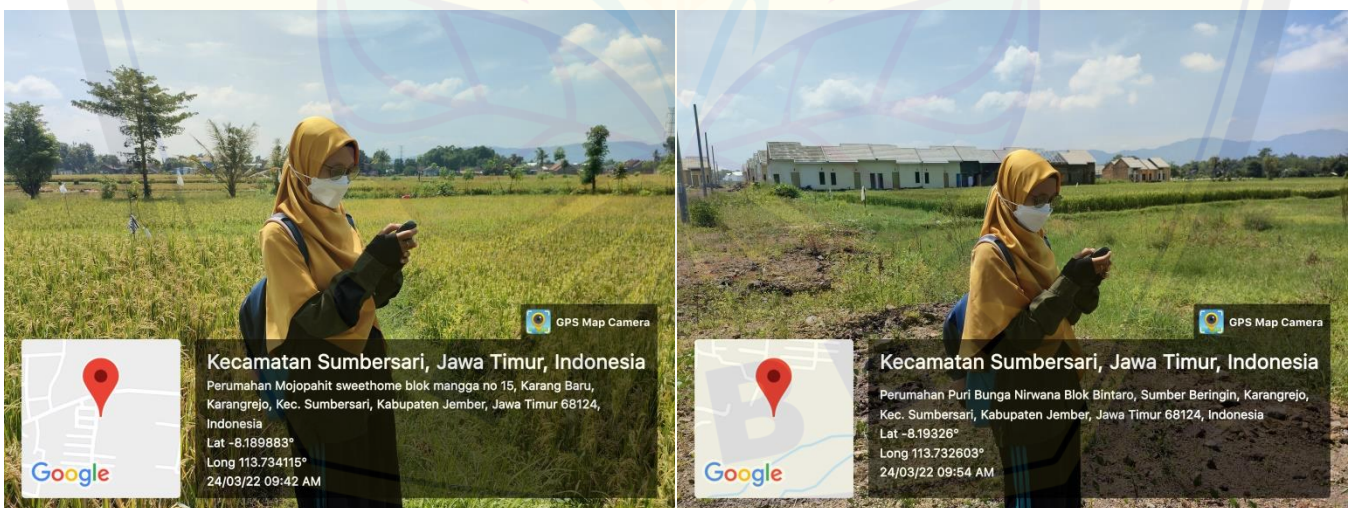 GPS Map Camera
Kecamatan Sumbersari, Jawa Timur, Indonesia
Perumahan Mojopahit sweethome blok mangga no 15, Karang Baru,
Karangrejo, Kec. Sumbersari, Kabupaten Jember, Jawa Timur 68124,
Indonesia
Lat -8.189883°
Long 113.734115°
24/03/22 09:42 AM
Google
GPS Map Camera
Kecamatan Sumbersari, Jawa Timur, Indonesia
Perumahan Puri Bunga Nirwana Blok Bintaro, Sumber Beringin, Karangrejo,
Kec. Sumbersari, Kabupaten Jember, Jawa Timur 68124, Indonesia
Lat -8.19326°
Long 113.732603°
24/03/22 09:54 AM
Google